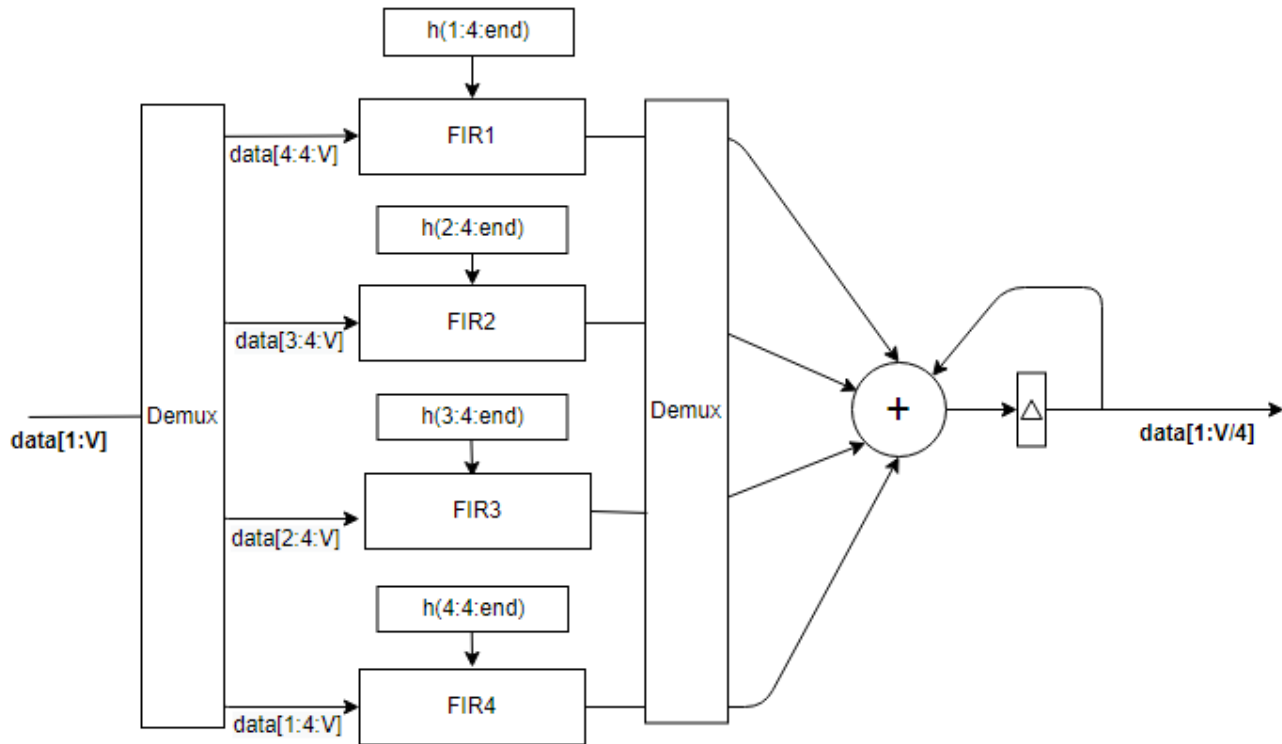 h(1:4:end)
FIR1
data[4:4:V]
h(2:4:end)
FIR2
data[3:4:V]
h(3:4:end)
Demux
Demux
+
data[1:V]
data[1:V/4]
FIR3
data[2:4:V]
h(4:4:end)
FIR4
data[1:4:V]